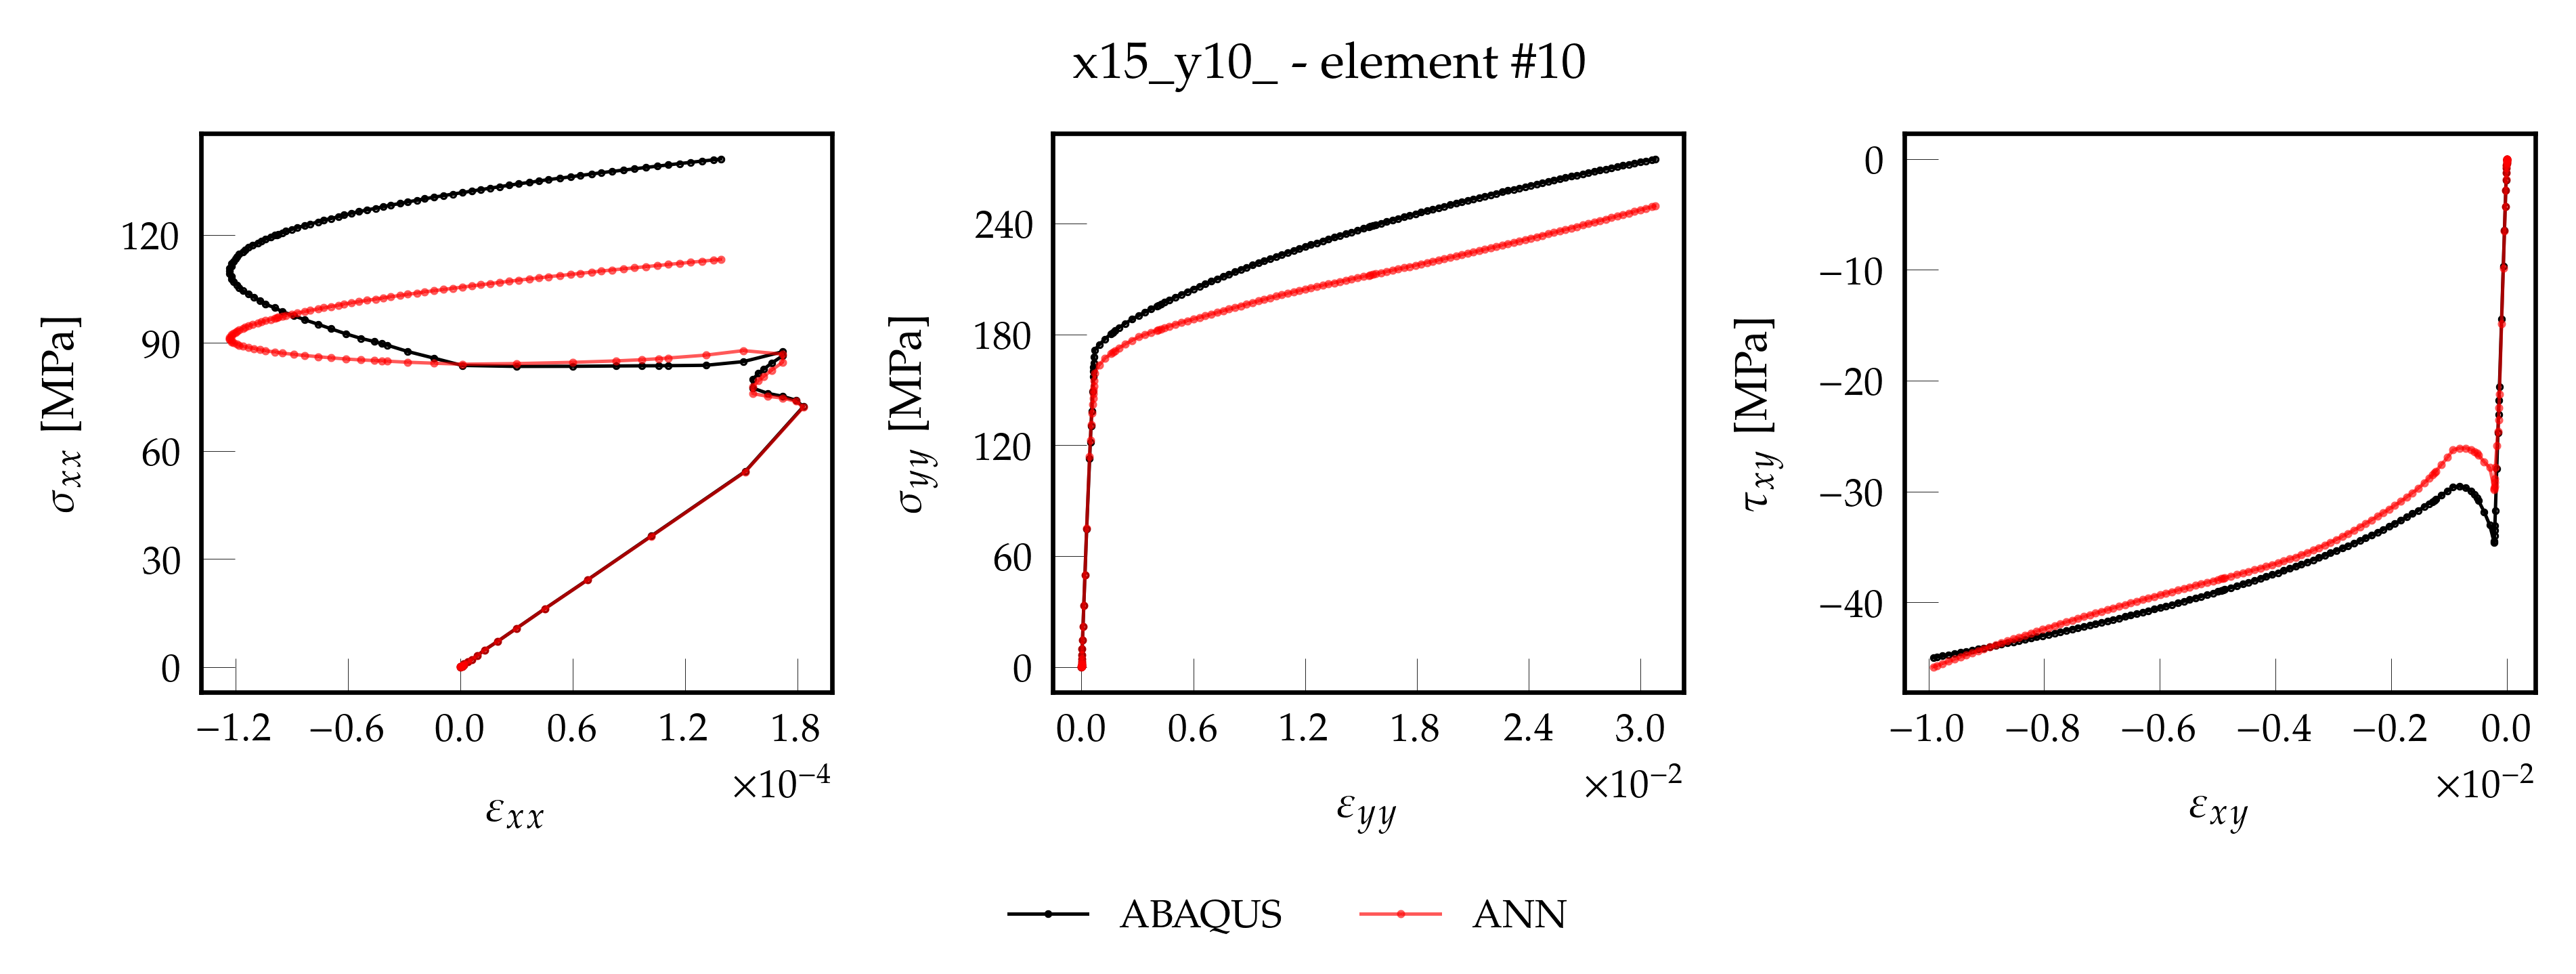 x15_y10_ - element #10
σxx [MPa]
120
90
60
30
0
−1.2 −0.6 0.0 0.6 1.2 1.8
×10−4
εxx
σyy [MPa]
240
180
120
60
0
0.0 0.6 1.2 1.8 2.4 3.0
×10−2
εyy
τxy [MPa]
0
−10
−20
−30
−40
−1.0 −0.8 −0.6 −0.4 −0.2 0.0
×10−2
εxy
ABAQUS ANN